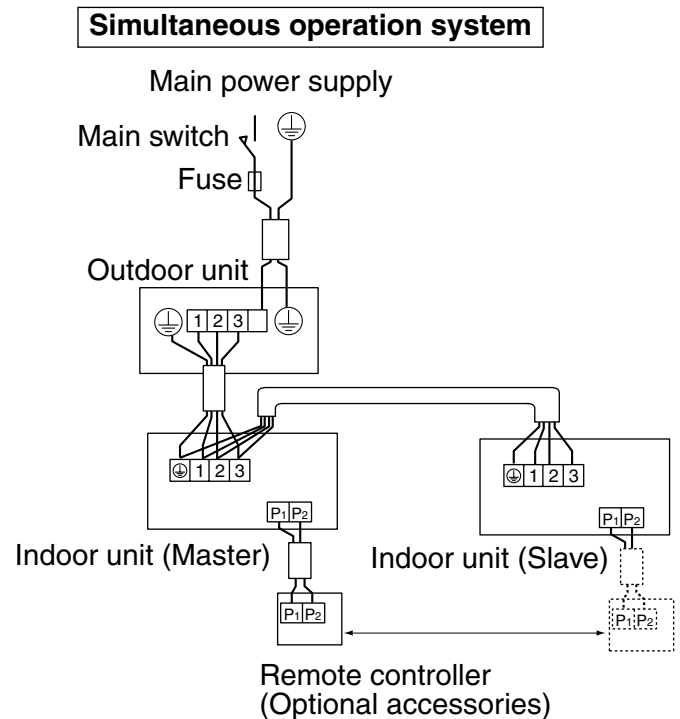 Simultaneous operation system
Main power supply
Main switch
Fuse
Outdoor unit
1 2 3
1 2 3
1 2 3
P1 P2
P1 P2
Indoor unit (Master)
Indoor unit (Slave)
P1 P2
P1 P2
Remote controller
(Optional accessories)